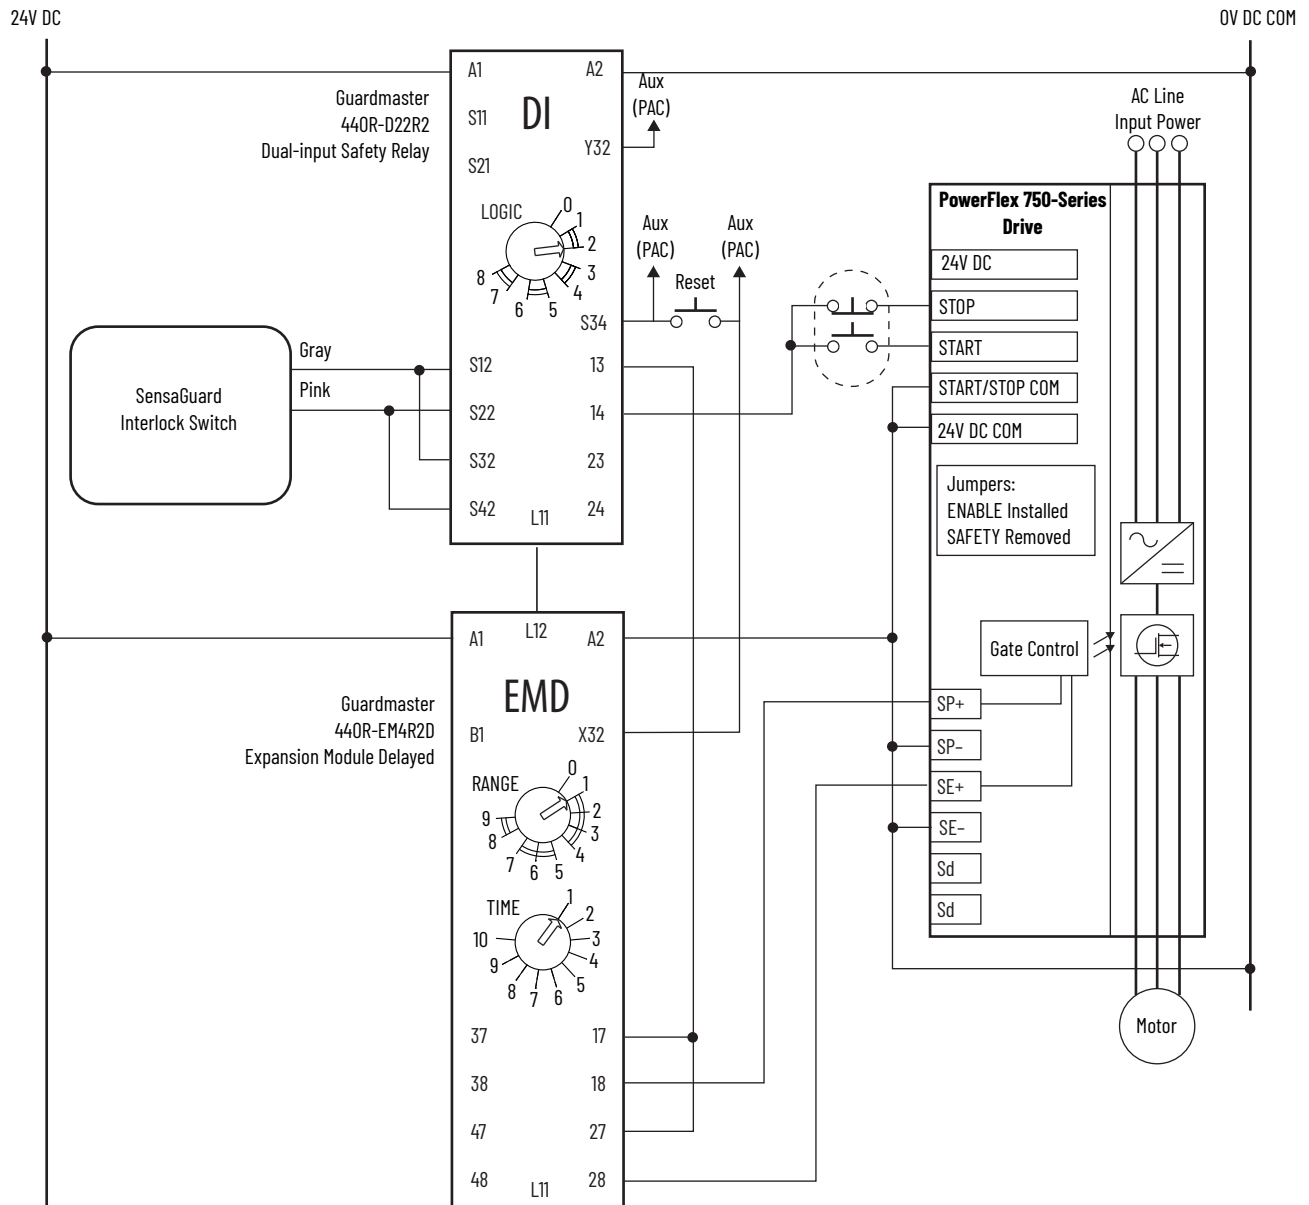 24V DC
0V DC COM
A1
A2
Aux
(PAC)
AC Line
Input Power
Guardmaster
440R-D22R2
Dual-input Safety Relay
DI
S11
Y32
S21
LOGIC
0
1
2
3
4
5
6
7
8
PowerFlex 750-Series
Drive
24V DC
STOP
START
START/STOP COM
24V DC COM
Aux
(PAC)
Aux
(PAC)
Reset
S34
Gray
Pink
SensaGuard
Interlock Switch
S12
13
S22
14
S32
23
S42
24
L11
Jumpers:
ENABLE Installed
SAFETY Removed
A1
L12
A2
Gate Control
EMD
Guardmaster
440R-EM4R2D
Expansion Module Delayed
B1
X32
SP+
SP–
SE+
SE–
Sd
Sd
RANGE
0
1
2
3
4
5
6
7
8
9
TIME
1
2
3
4
5
6
7
8
9
10
37
17
38
18
47
27
48
28
L11
Motor